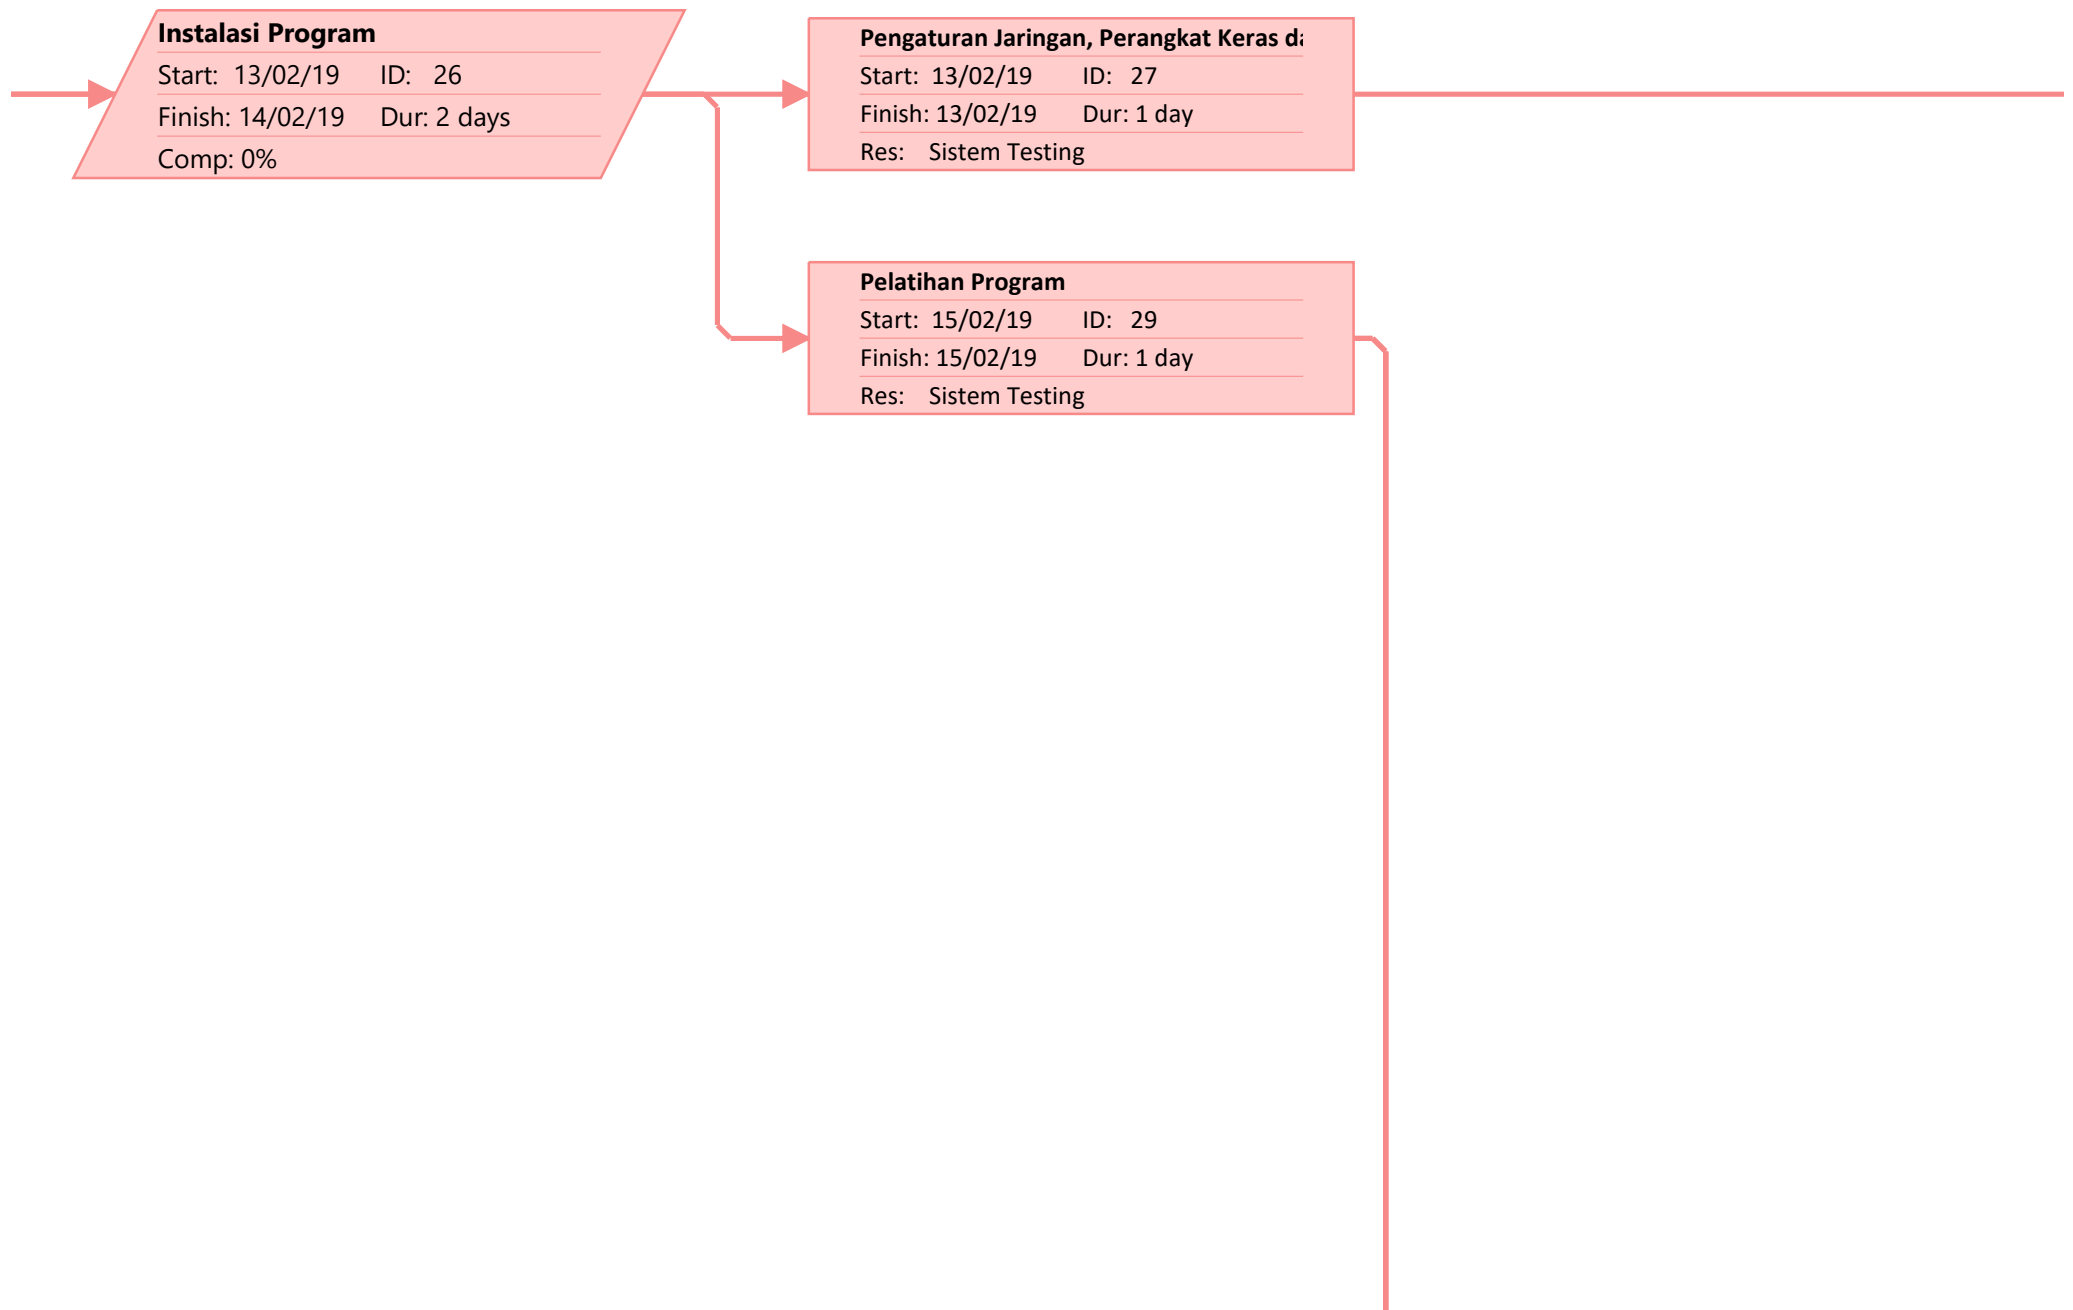 Instalasi Program
Start: 13/02/19 ID: 26
Finish: 14/02/19 Dur: 2 days
Comp: 0%
Pengaturan Jaringan, Perangkat Keras da
Start: 13/02/19 ID: 27
Finish: 13/02/19 Dur: 1 day
Res: Sistem Testing
Pelatihan Program
Start: 15/02/19 ID: 29
Finish: 15/02/19 Dur: 1 day
Res: Sistem Testing